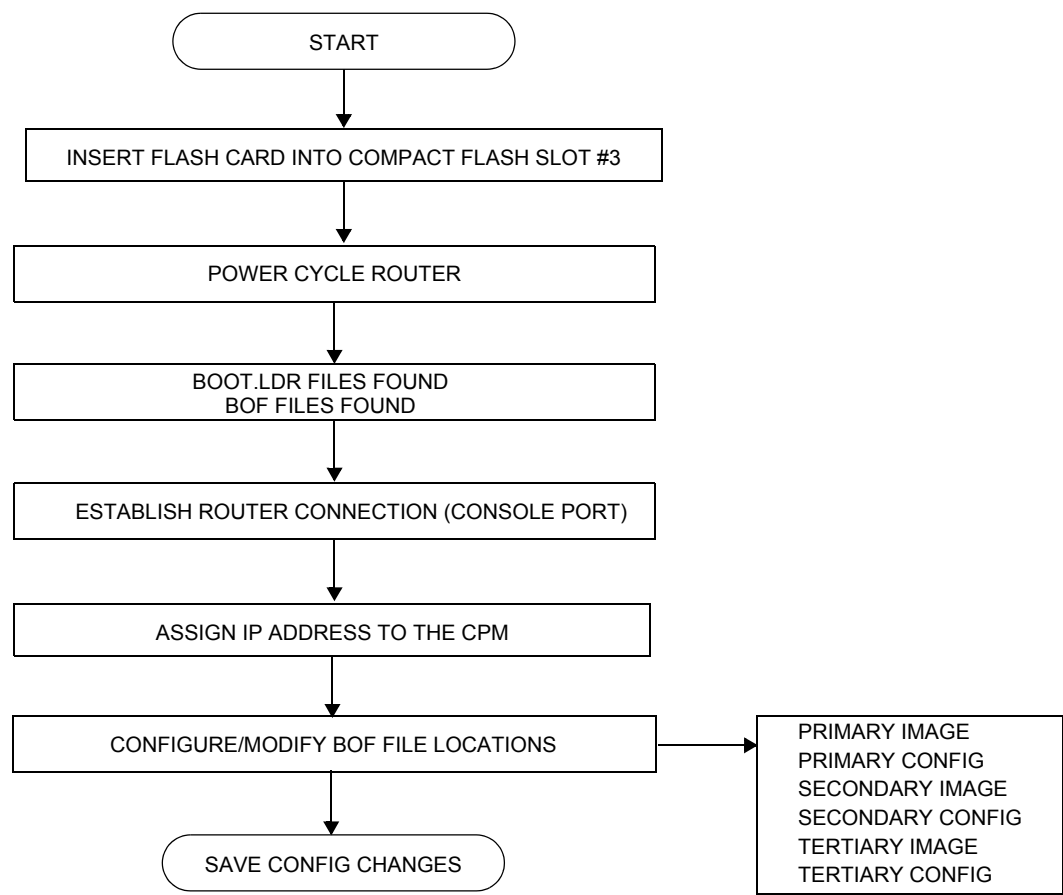 START
INSERT FLASH CARD INTO COMPACT FLASH SLOT #3
POWER CYCLE ROUTER
BOOT.LDR FILES FOUND
BOF FILES FOUND
ESTABLISH ROUTER CONNECTION (CONSOLE PORT)
ASSIGN IP ADDRESS TO THE CPM
CONFIGURE/MODIFY BOF FILE LOCATIONS
PRIMARY IMAGE
PRIMARY CONFIG
SECONDARY IMAGE
SECONDARY CONFIG
TERTIARY IMAGE
TERTIARY CONFIG
SAVE CONFIG CHANGES